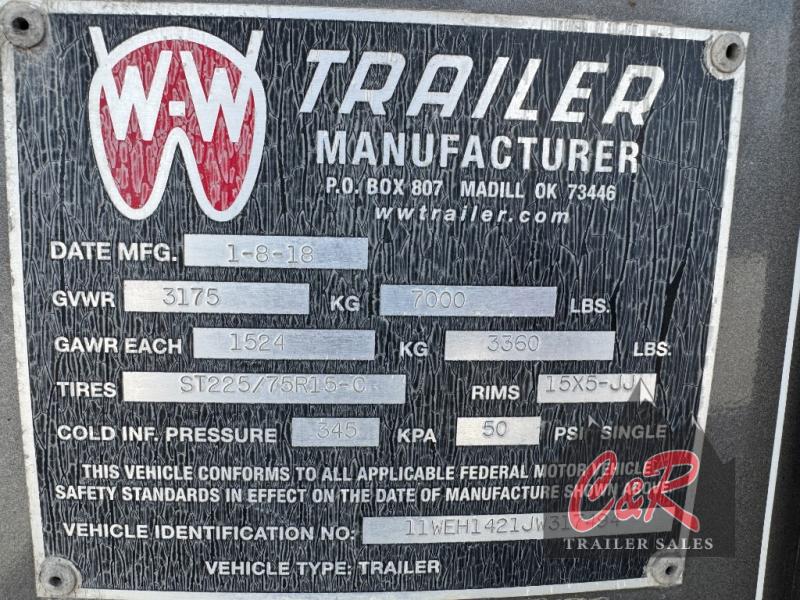 W-W TRAILER
MANUFACTURER
P.O. BOX 807 MADILL OK 73446
wwtrailer.com
DATE MFG. 1-8-18
GVWR 3175 KG 7000 LBS.
GAWR EACH 1524 KG 3360 LBS.
TIRES ST225/75R15-C RIMS 15X5-JJ
COLD INF. PRESSURE 345 KPA 50 PSI SINGLE
THIS VEHICLE CONFORMS TO ALL APPLICABLE FEDERAL MOTOR VEHICLE
SAFETY STANDARDS IN EFFECT ON THE DATE OF MANUFACTURE SHOWN ABOVE
VEHICLE IDENTIFICATION NO:
VEHICLE TYPE: TRAILER
C&R
TRAILER SALES